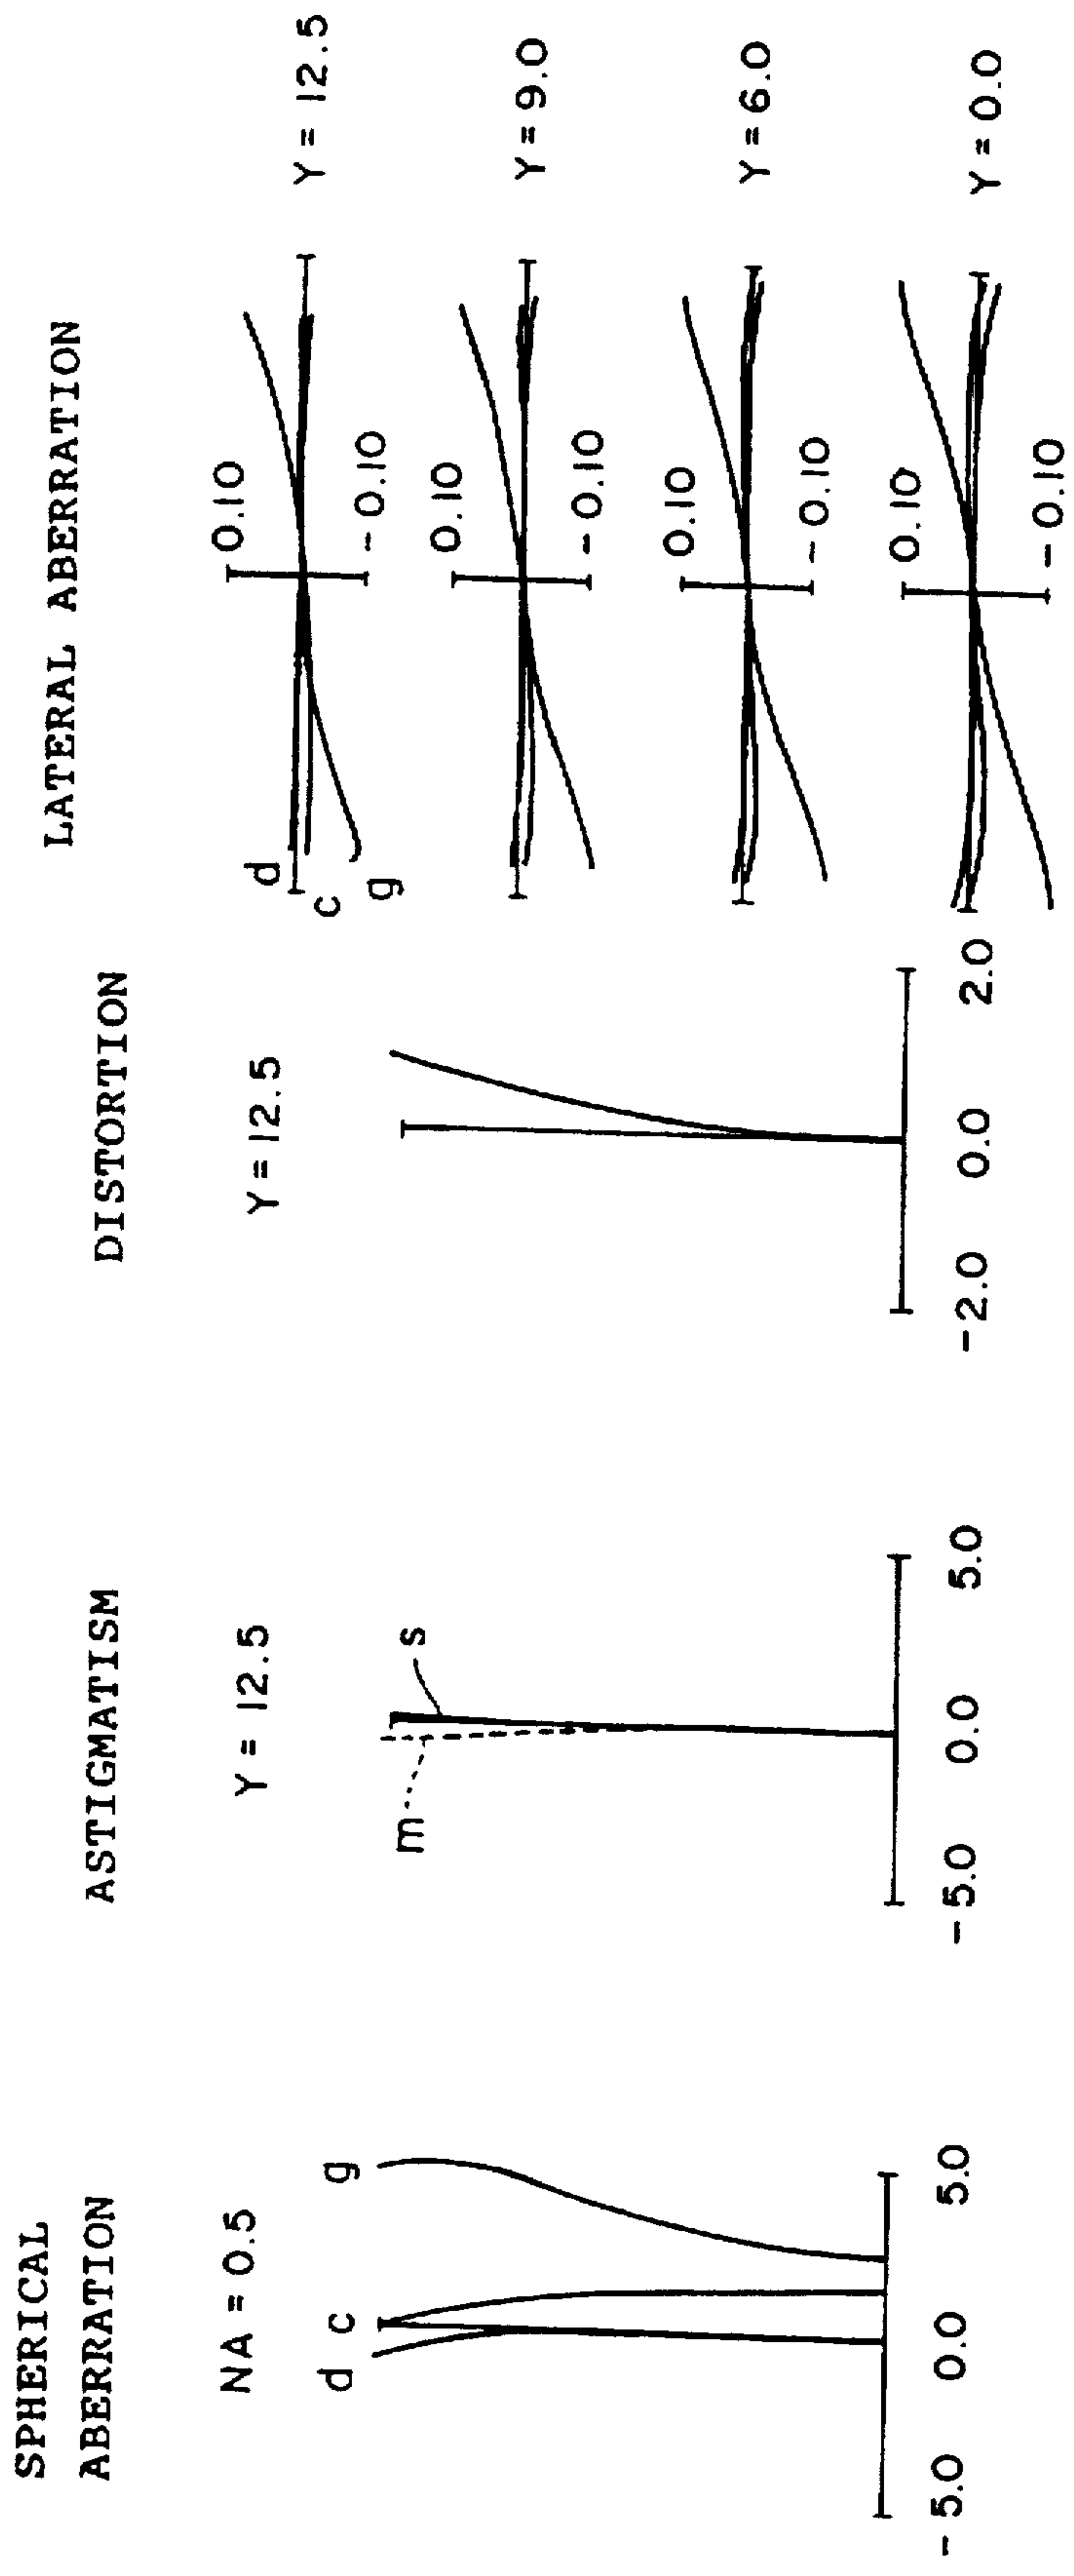 SPHERICAL
ABERRATION
NA = 0.5
d
c
g
-5.0
0.0
5.0
ASTIGMATISM
Y = 12.5
m
s
-5.0
0.0
5.0
DISTORTION
Y = 12.5
-2.0
0.0
2.0
LATERAL ABERRATION
d
c
g
0.10
-0.10
Y = 12.5
0.10
-0.10
Y = 9.0
0.10
-0.10
Y = 6.0
0.10
-0.10
Y = 0.0